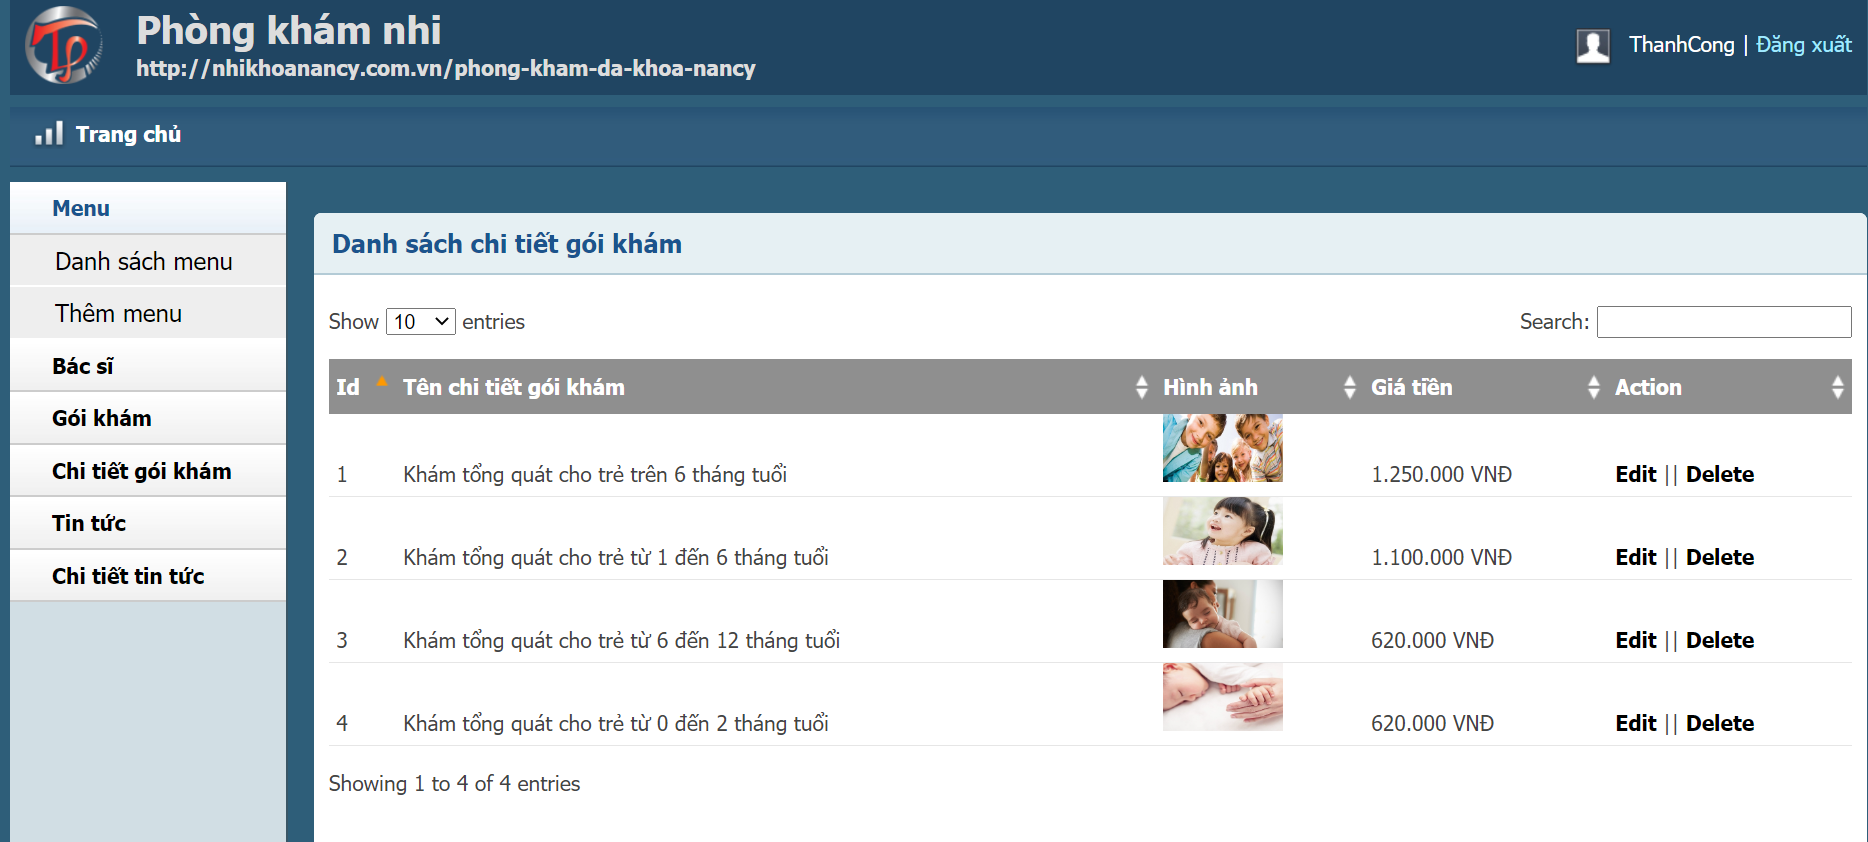 Phòng khám nhi
http://nhikhoanancy.com.vn/phong-kham-da-khoa-nancy
ThanhCong | Đăng xuất
Trang chủ
Menu
Danh sách menu
Thêm menu
Bác sĩ
Gói khám
Chi tiết gói khám
Tin tức
Chi tiết tin tức
Danh sách chi tiết gói khám
Show 10 entries
Search:
Id Tên chi tiết gói khám Hình ảnh Giá tiền Action
1 Khám tổng quát cho trẻ trên 6 tháng tuổi 1.250.000 VNĐ Edit || Delete
2 Khám tổng quát cho trẻ từ 1 đến 6 tháng tuổi 1.100.000 VNĐ Edit || Delete
3 Khám tổng quát cho trẻ từ 6 đến 12 tháng tuổi 620.000 VNĐ Edit || Delete
4 Khám tổng quát cho trẻ từ 0 đến 2 tháng tuổi 620.000 VNĐ Edit || Delete
Showing 1 to 4 of 4 entries